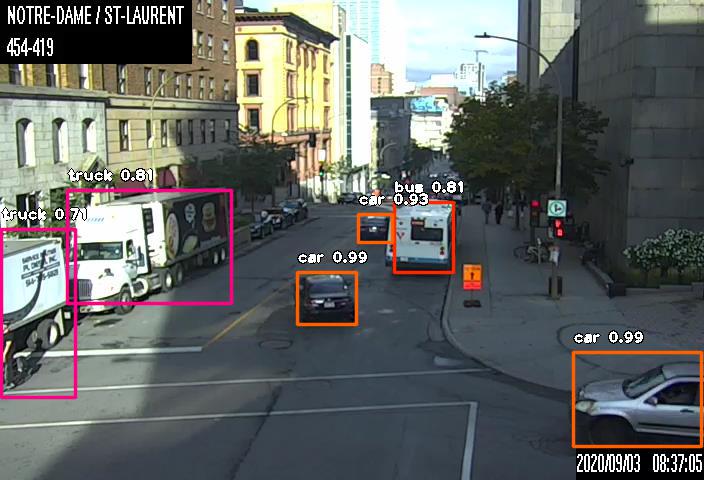 NOTRE-DAME / ST-LAURENT
454-419
truck 0.81
truck 0.71
bus 0.81
car 0.93
car 0.99
car 0.99
2020/09/03 08:37:05